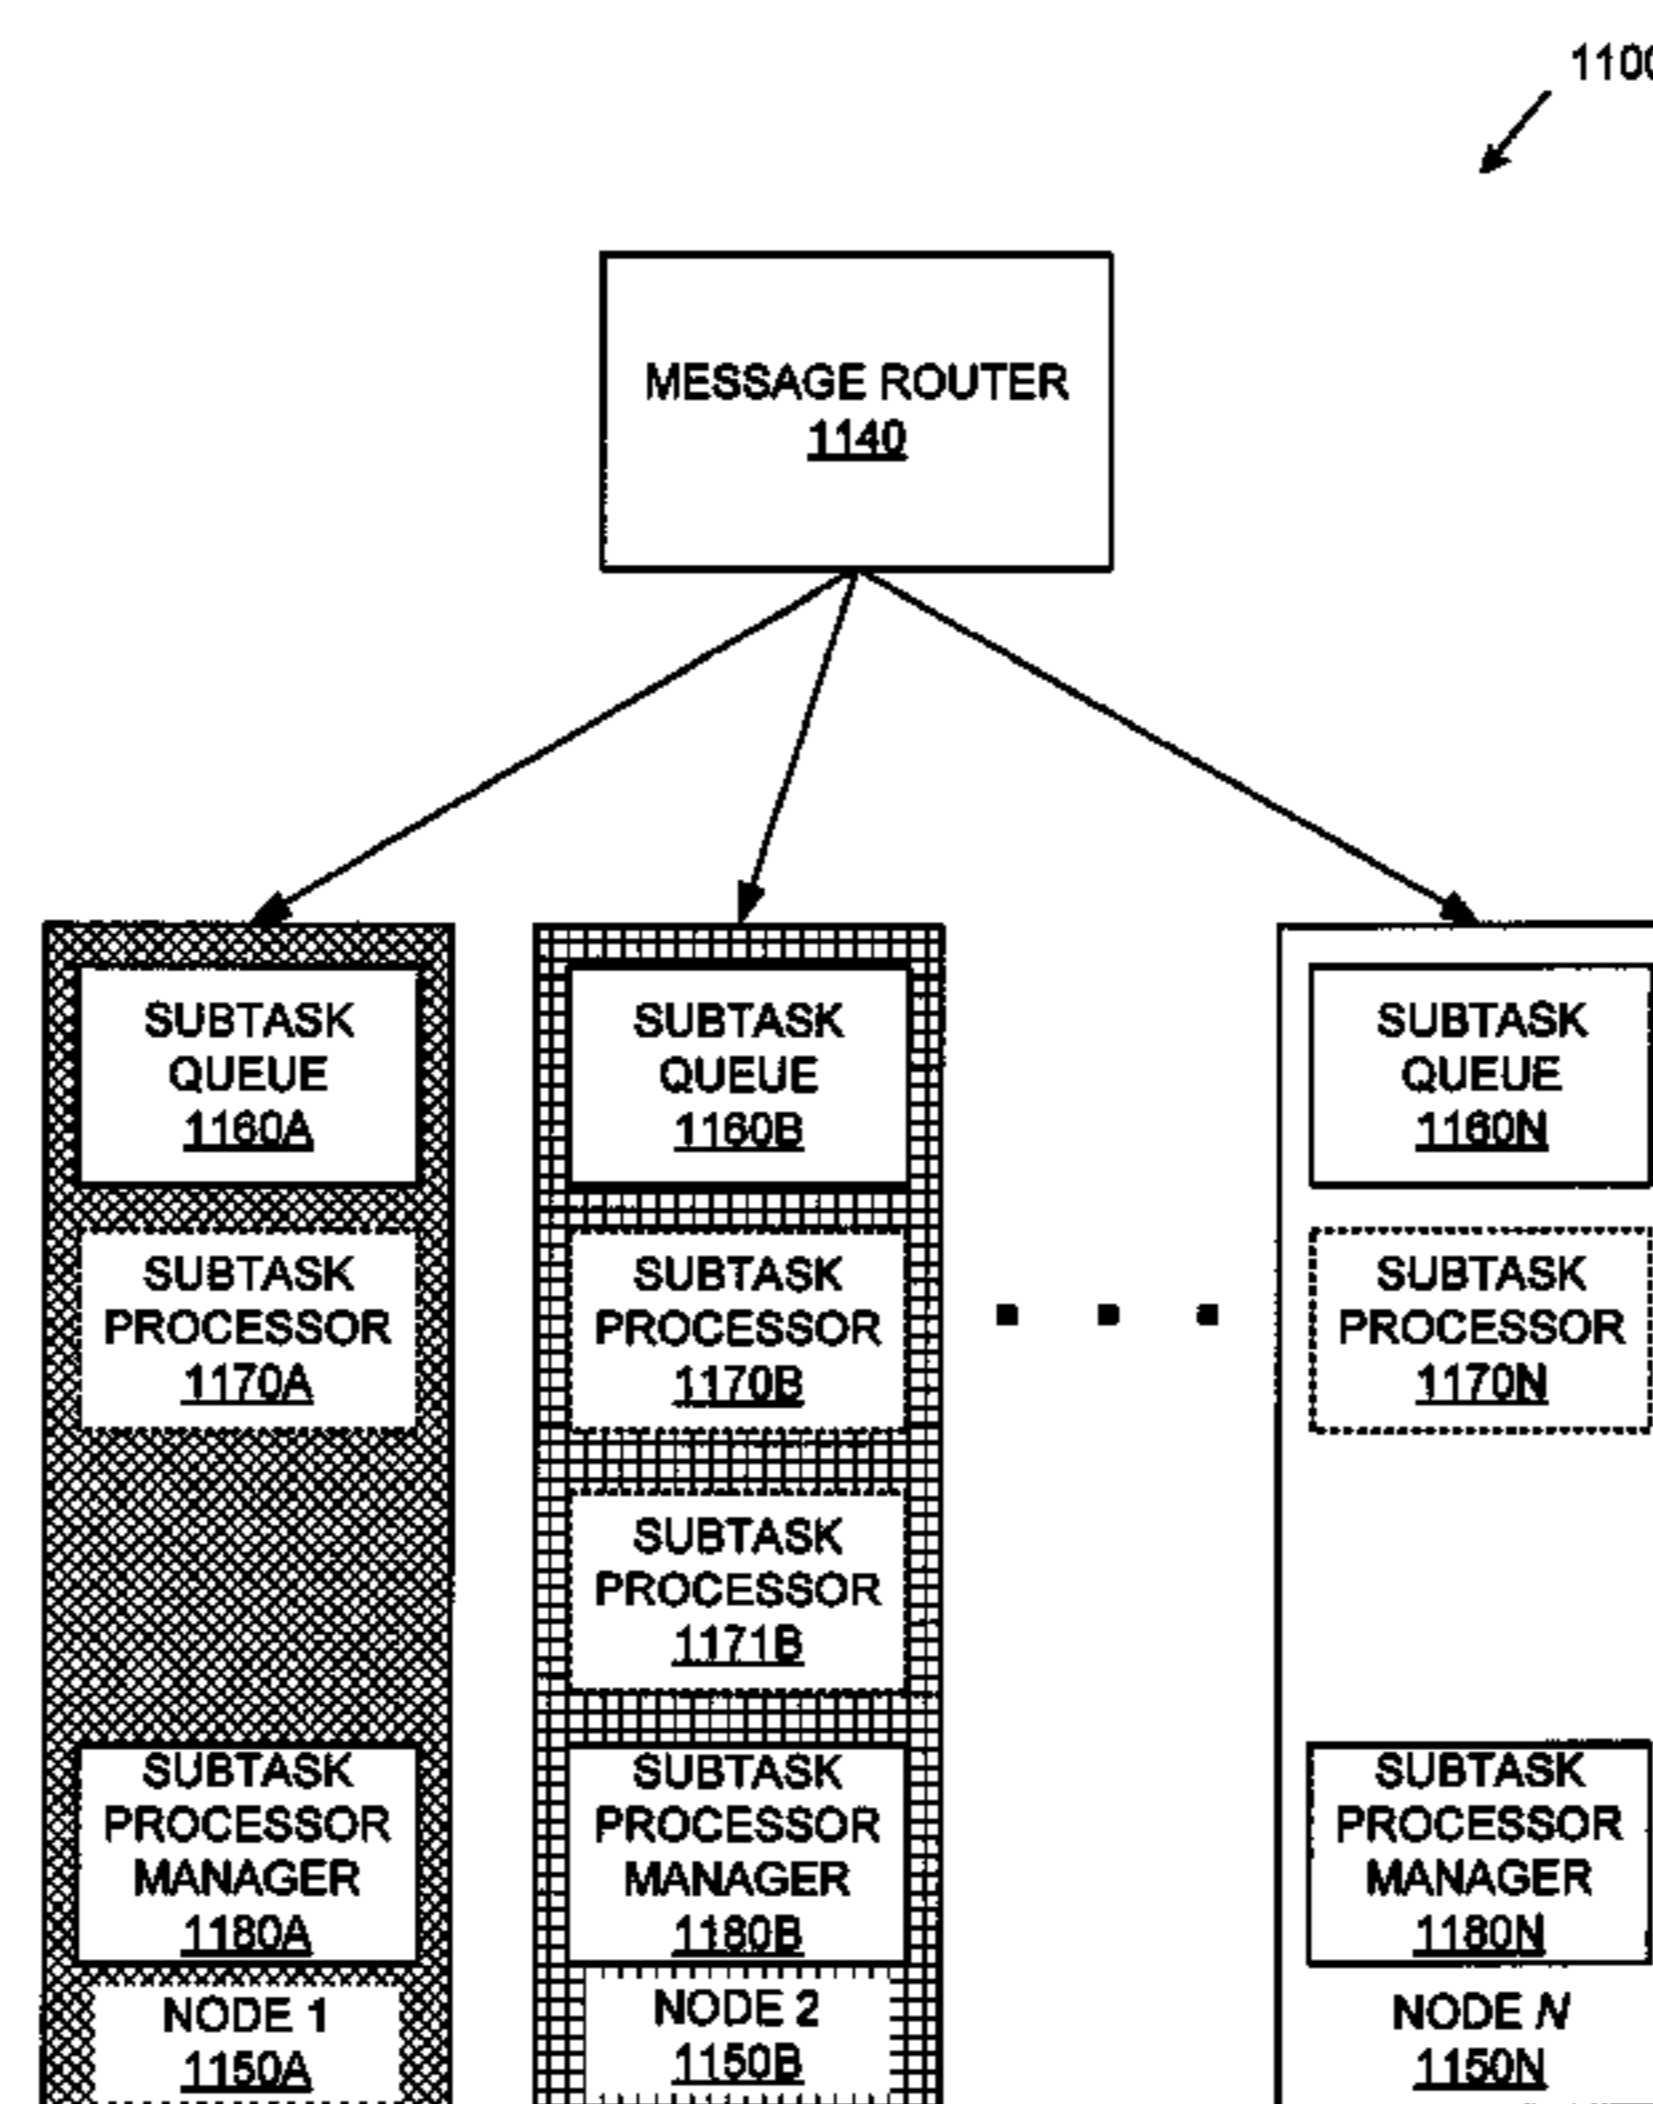 1100
MESSAGE ROUTER
1140
SUBTASK
QUEUE
1160A
SUBTASK
PROCESSOR
1170A
SUBTASK
PROCESSOR
MANAGER
1180A
NODE 1
1150A
SUBTASK
QUEUE
1160B
SUBTASK
PROCESSOR
1170B
SUBTASK
PROCESSOR
1171B
SUBTASK
PROCESSOR
MANAGER
1180B
NODE 2
1150B
SUBTASK
QUEUE
1160N
SUBTASK
PROCESSOR
1170N
SUBTASK
PROCESSOR
MANAGER
1180N
NODE N
1150N